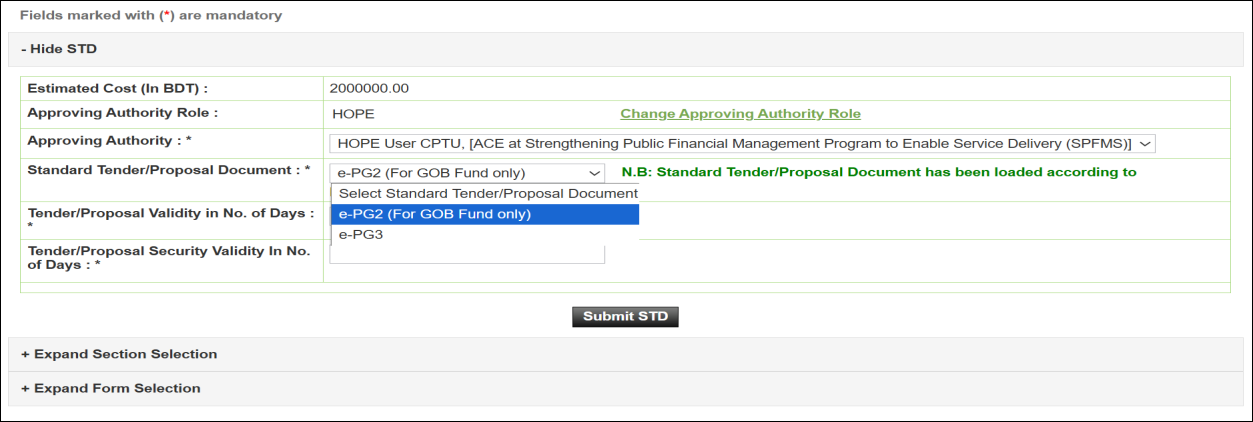 Fields marked with (*) are mandatory
- Hide STD
Estimated Cost (In BDT) : 2000000.00
Approving Authority Role : HOPE Change Approving Authority Role
Approving Authority : * HOPE User CPTU, [ACE at Strengthening Public Financial Management Program to Enable Service Delivery (SPFMS)]
Standard Tender/Proposal Document : * e-PG2 (For GOB Fund only) N.B: Standard Tender/Proposal Document has been loaded according to
Select Standard Tender/Proposal Document
Tender/Proposal Validity in No. of Days : e-PG2 (For GOB Fund only)
*
e-PG3
Tender/Proposal Security Validity In No.
of Days : *
Submit STD
+ Expand Section Selection
+ Expand Form Selection